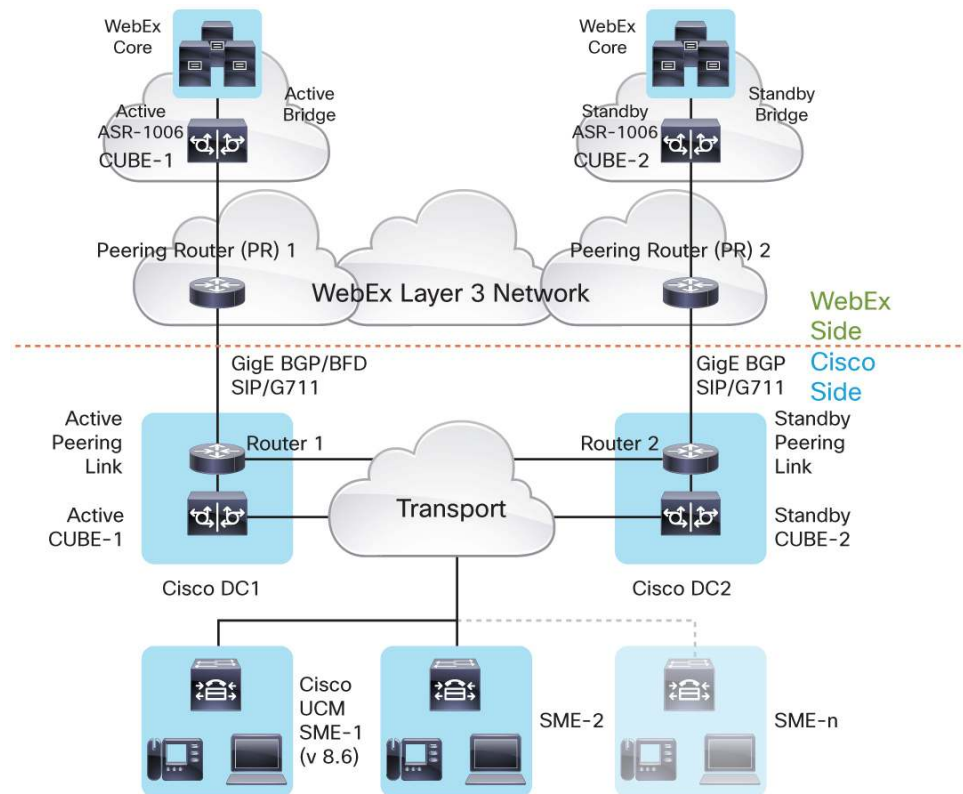 WebEx
Core
WebEx
Core
Active
ASR-1006
CUBE-1
Active
Bridge
Standby
ASR-1006
CUBE-2
Standby
Bridge
Peering Router (PR) 1
Peering Router (PR) 2
WebEx Layer 3 Network
WebEx
Side
GigE BGP/BFD
SIP/G711
GigE BGP
SIP/G711
Cisco
Side
Active
Peering
Link
Router 1
Router 2
Standby
Peering
Link
Transport
Active
CUBE-1
Standby
CUBE-2
Cisco DC1
Cisco DC2
Cisco
UCM
SME-1
(v 8.6)
SME-2
SME-n